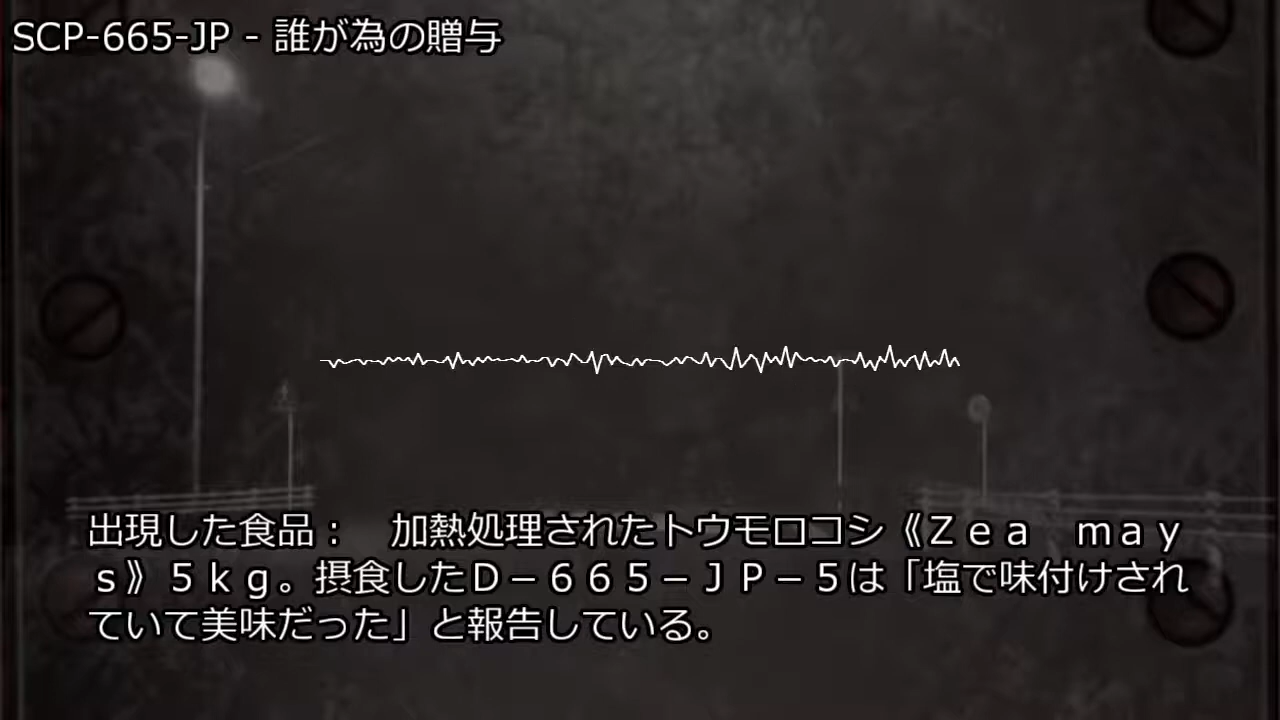 SCP-665-JP - 誰が為の贈与
出現した食品：　加熱処理されたトウモロコシ《Ｚｅａ　ｍａｙ
ｓ》５ｋｇ。摂食したＤ－６６５－ＪＰ－５は「塩で味付けされ
ていて美味だった」と報告している。